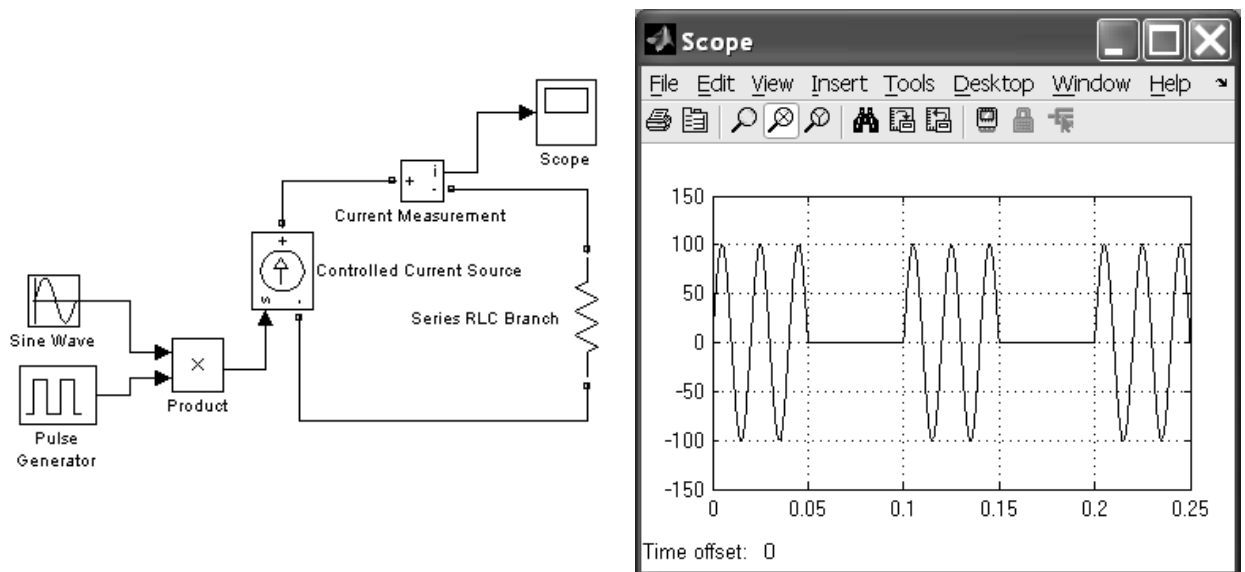 Scope
i
+ -
Current Measurement
+
Controlled Current Source
s -
Series RLC Branch
Sine Wave
×
Product
Pulse
Generator
Scope
File Edit View Insert Tools Desktop Window Help
150
100
50
0
-50
-100
-150
0 0.05 0.1 0.15 0.2 0.25
Time offset: 0